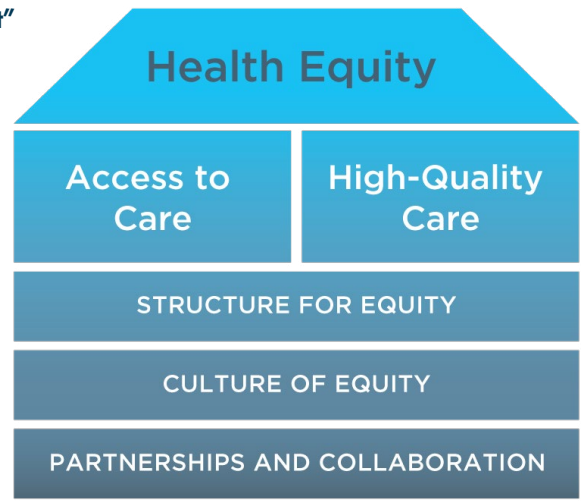 Health Equity
Access to
Care
High-Quality
Care
STRUCTURE FOR EQUITY
CULTURE OF EQUITY
PARTNERSHIPS AND COLLABORATION